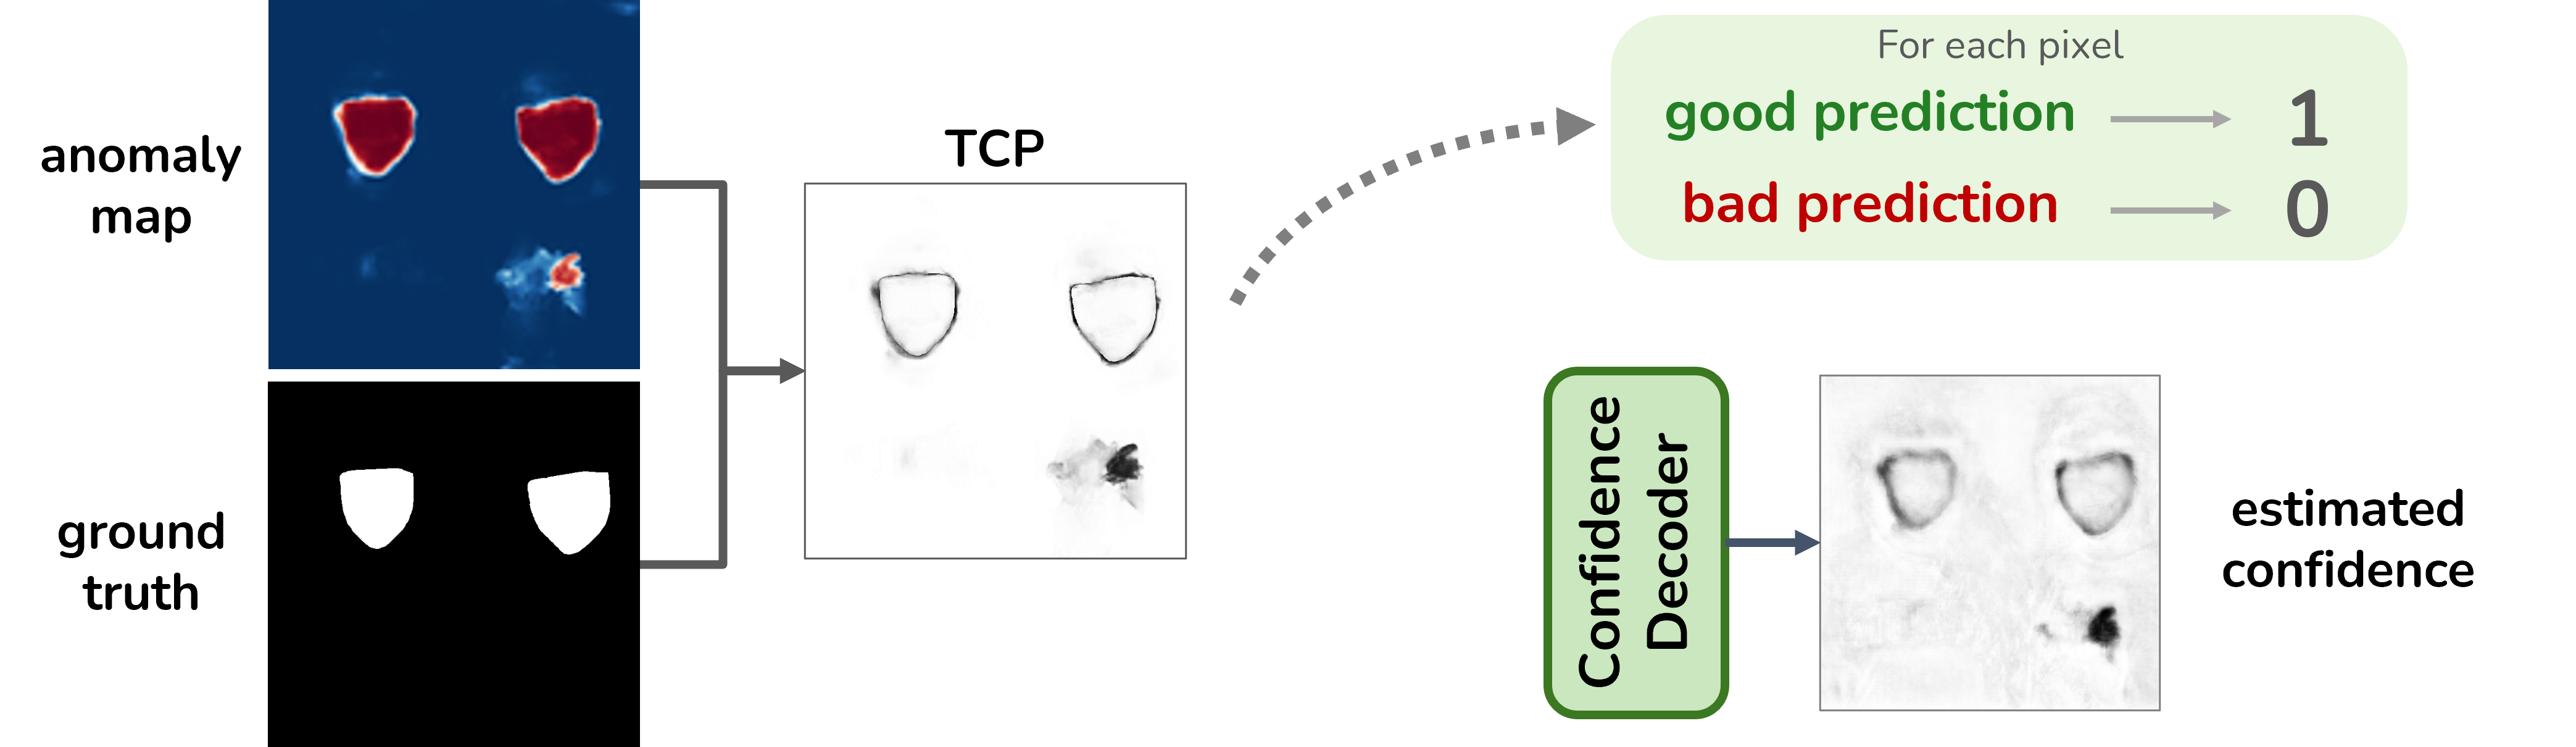 anomaly
map
ground
truth
TCP
For each pixel
good prediction 1
bad prediction 0
Confidence
Decoder
estimated
confidence